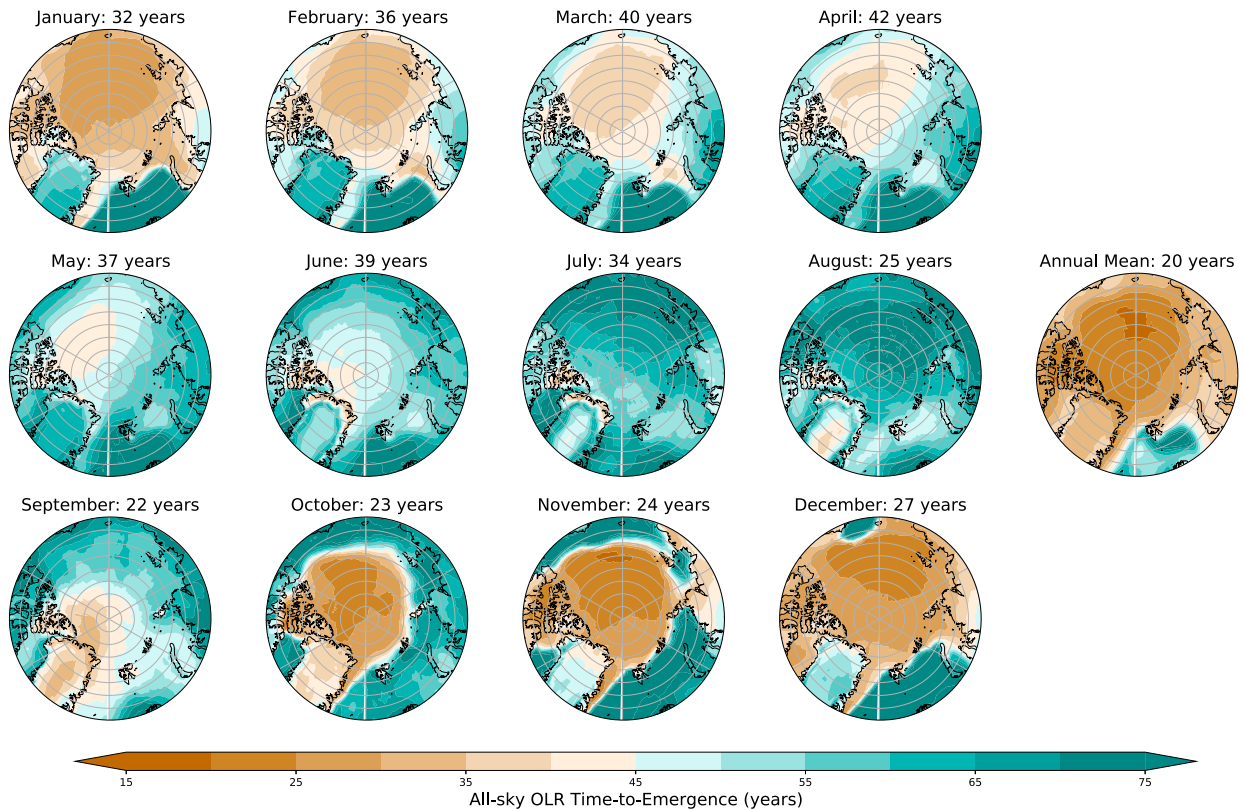 January: 32 years
February: 36 years
March: 40 years
April: 42 years
May: 37 years
June: 39 years
July: 34 years
August: 25 years
Annual Mean: 20 years
September: 22 years
October: 23 years
November: 24 years
December: 27 years
15 25 35 45 55 65 75
All-sky OLR Time-to-Emergence (years)